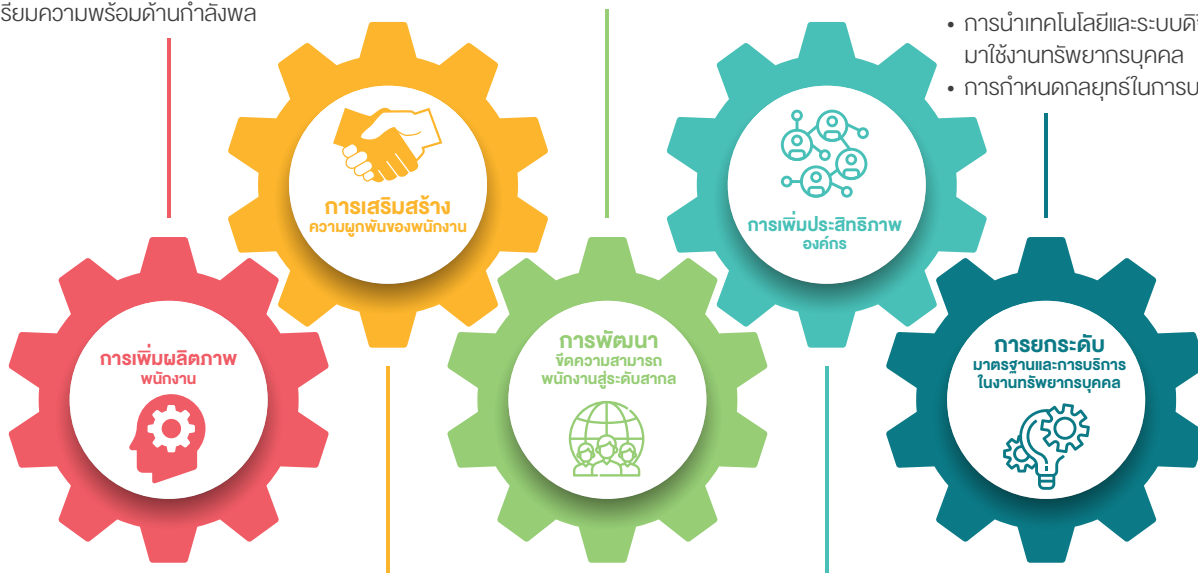 รียมความพร้อมด้านกำลังพล
• การนำเทคโนโลยีและระบบดิจิ
มาใช้งานทรัพยากรบุคคล
• การกำหนดกลยุทธ์ในการบ
การเสริมสร้าง
ความผูกพันของพนักงาน
การเพิ่มประสิทธิภาพ
องค์กร
การเพิ่มผลิตภาพ
พนักงาน
การพัฒนา
ขีดความสามารถ
พนักงานสู่ระดับสากล
การยกระดับ
มาตรฐานและการบริการ
ในงานทรัพยากรบุคคล